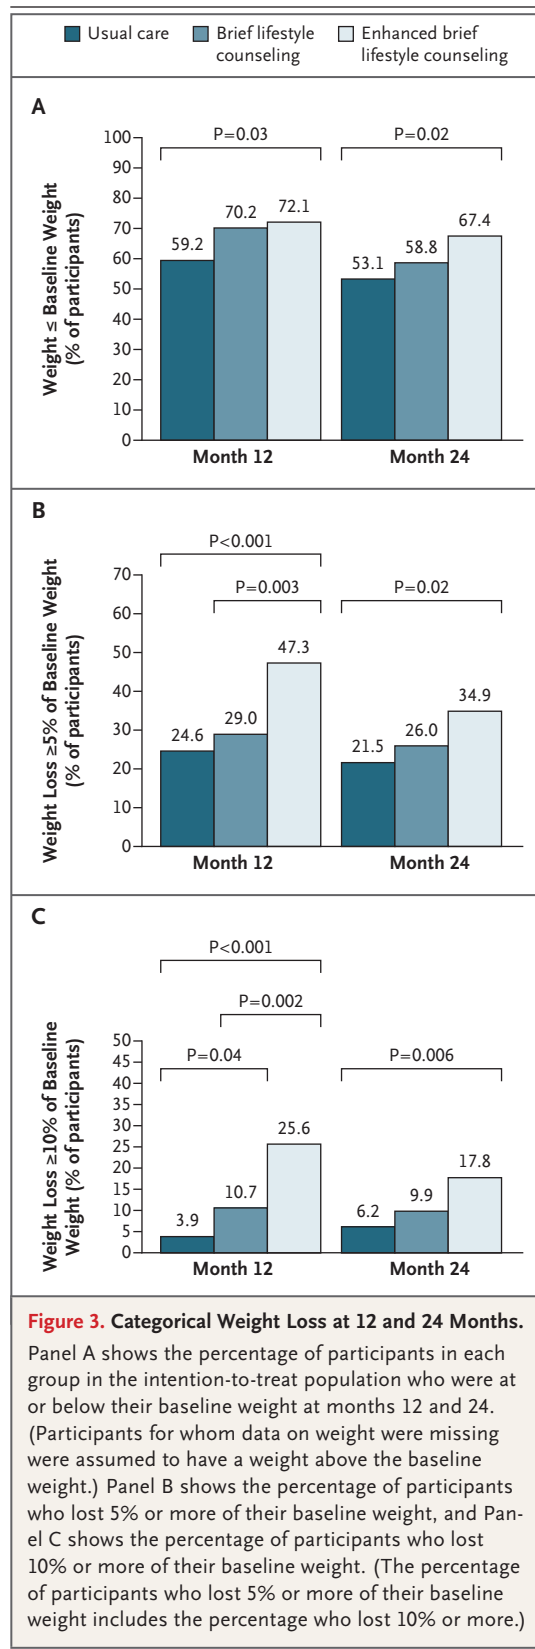 Usual care
Brief lifestyle
counseling
Enhanced brief
lifestyle counseling
A
Weight ≤ Baseline Weight
(% of participants)
100
90
80
70
60
50
40
30
20
10
0
P=0.03
P=0.02
59.2
70.2
72.1
53.1
58.8
67.4
Month 12
Month 24
B
Weight Loss ≥5% of Baseline Weight
(% of participants)
70
60
50
40
30
20
10
0
P<0.001
P=0.003
P=0.02
24.6
29.0
47.3
21.5
26.0
34.9
Month 12
Month 24
C
Weight Loss ≥10% of Baseline
Weight (% of participants)
50
45
40
35
30
25
20
15
10
5
0
P<0.001
P=0.002
P=0.04
P=0.006
3.9
10.7
25.6
6.2
9.9
17.8
Month 12
Month 24
Figure 3. Categorical Weight Loss at 12 and 24 Months.
Panel A shows the percentage of participants in each
group in the intention-to-treat population who were at
or below their baseline weight at months 12 and 24.
(Participants for whom data on weight were missing
were assumed to have a weight above the baseline
weight.) Panel B shows the percentage of participants
who lost 5% or more of their baseline weight, and Pan-
el C shows the percentage of participants who lost
10% or more of their baseline weight. (The percentage
of participants who lost 5% or more of their baseline
weight includes the percentage who lost 10% or more.)